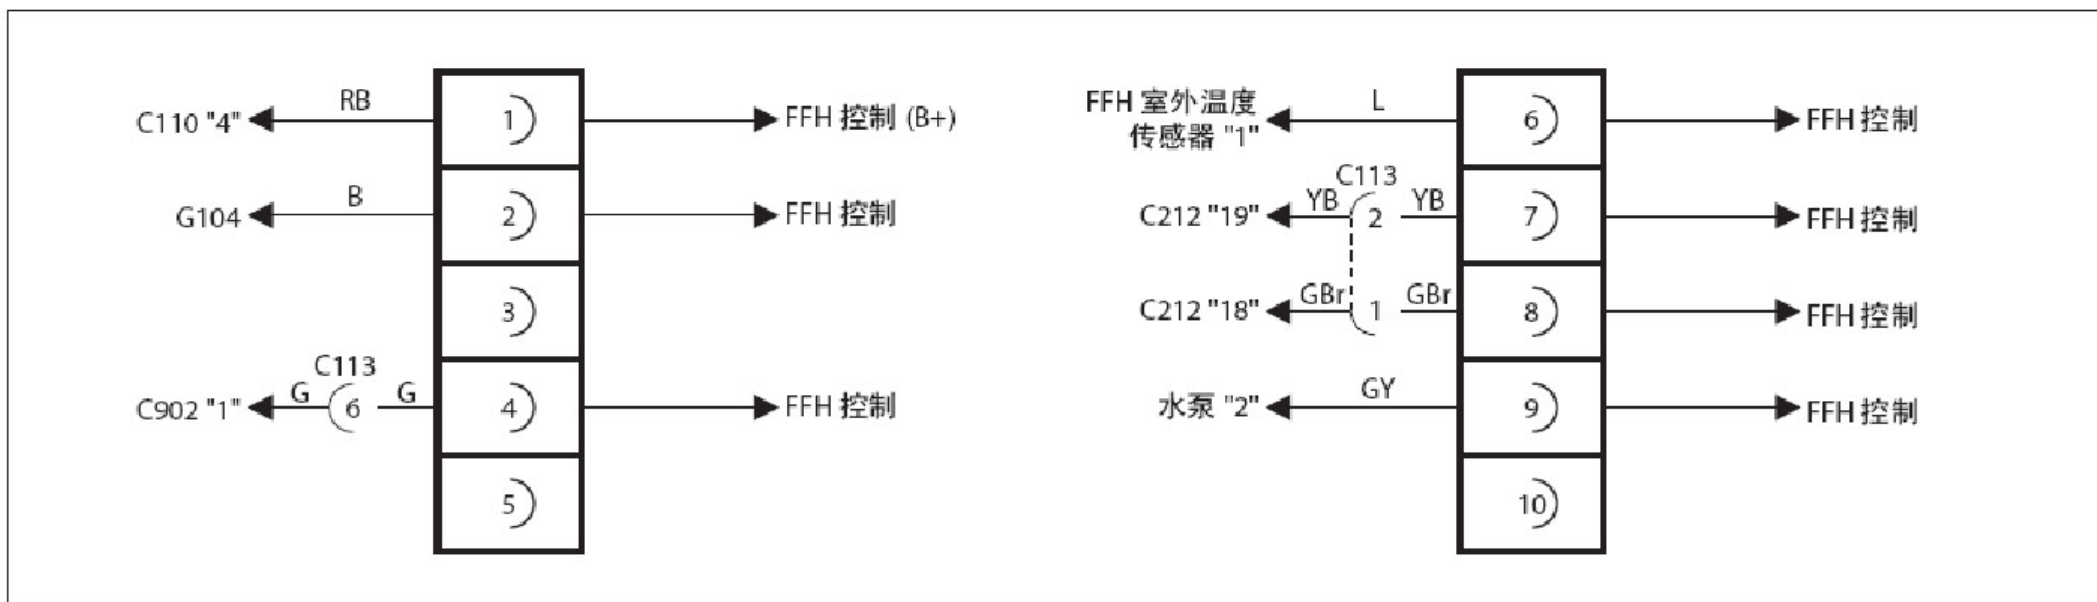 RB
C110 "4"
1
FFH 控制 (B+)
B
G104
2
FFH 控制
3
C113
G
G
C902 "1"
6
4
FFH 控制
5
FFH 室外温度
传感器 "1"
L
6
FFH 控制
C113
YB
YB
C212 "19"
2
7
FFH 控制
GBr
GBr
C212 "18"
1
8
FFH 控制
GY
水泵 "2"
9
FFH 控制
10